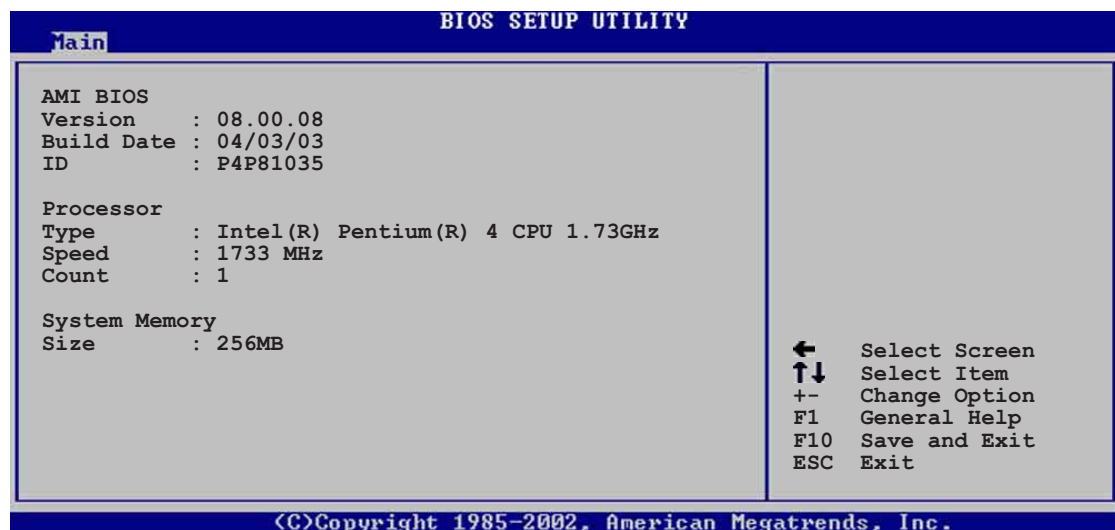 BIOS SETUP UTILITY
Main
AMI BIOS
Version : 08.00.08
Build Date : 04/03/03
ID : P4P81035
Processor
Type : Intel(R) Pentium(R) 4 CPU 1.73GHz
Speed : 1733 MHz
Count : 1
System Memory
Size : 256MB
← Select Screen
↑↓ Select Item
+- Change Option
F1 General Help
F10 Save and Exit
ESC Exit
(C)Copyright 1985-2002, American Megatrends, Inc.